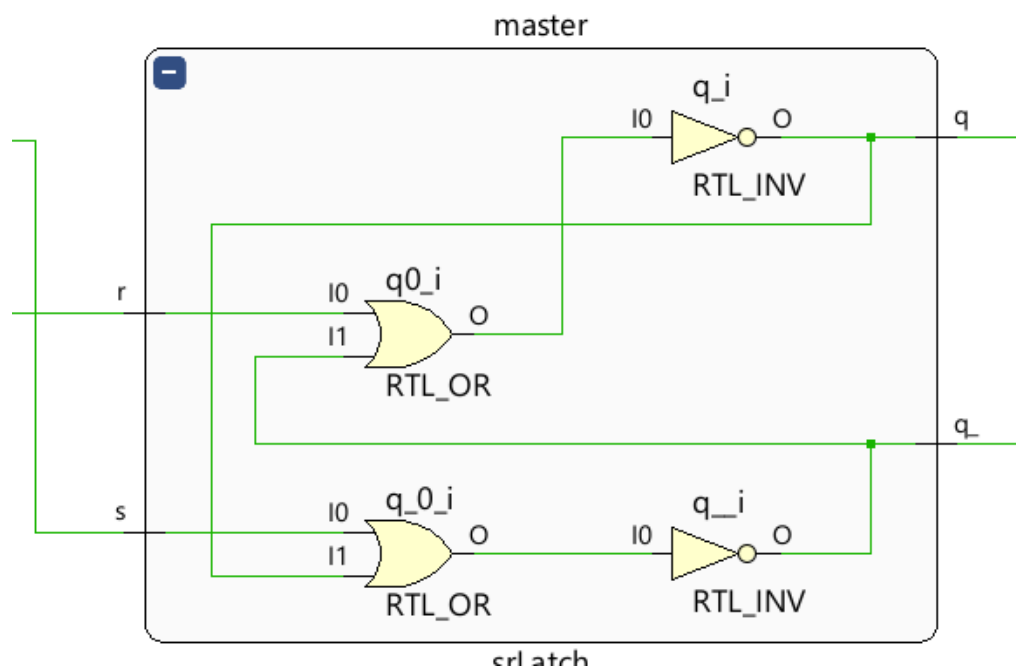 master
q_i
I0
O
q
RTL_INV
r
q0_i
I0
O
I1
RTL_OR
q_
s
q_0_i
I0
O
I1
RTL_OR
q__i
I0
O
RTL_INV
srLatch